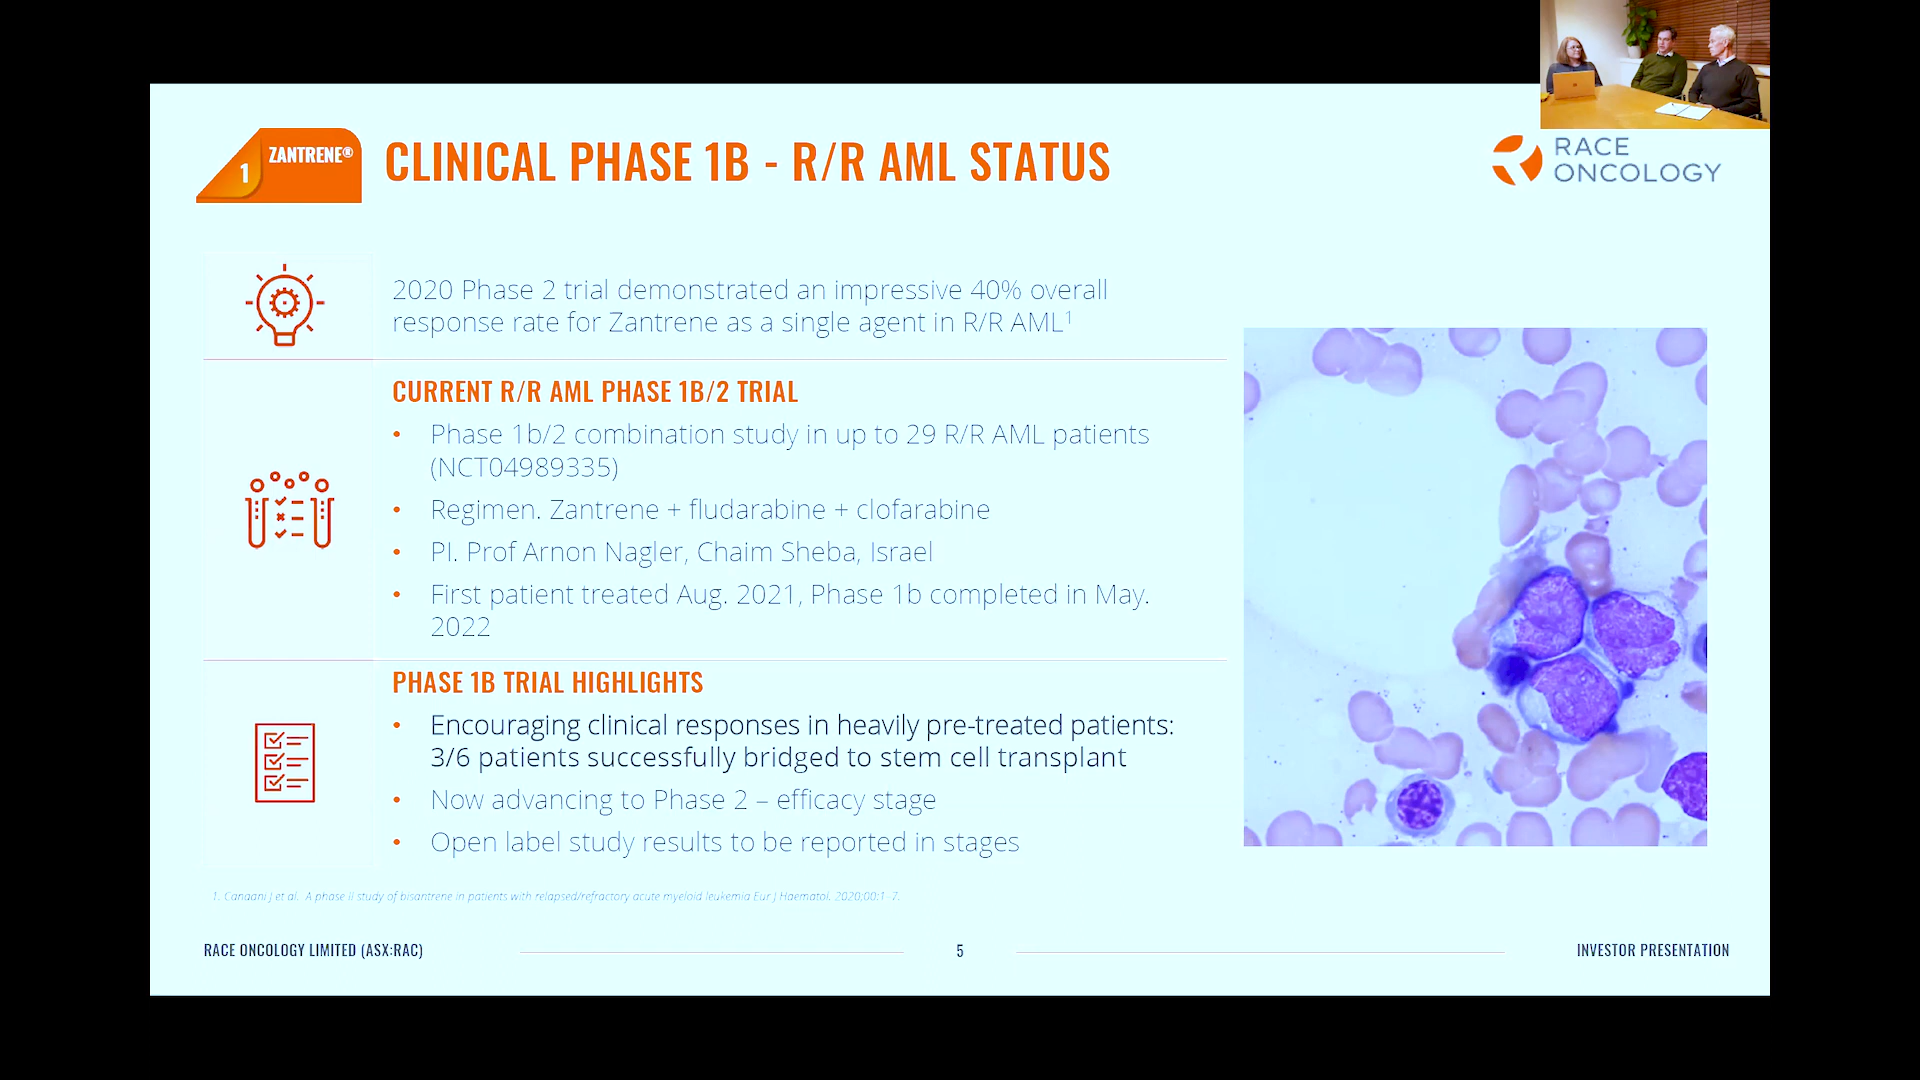 1 ZANTRENE®
CLINICAL PHASE 1B - R/R AML STATUS
RACE
ONCOLOGY
2020 Phase 2 trial demonstrated an impressive 40% overall
response rate for Zantrene as a single agent in R/R AML¹
CURRENT R/R AML PHASE 1B/2 TRIAL
• Phase 1b/2 combination study in up to 29 R/R AML patients
(NCT04989335)
• Regimen. Zantrene + fludarabine + clofarabine
• PI. Prof Arnon Nagler, Chaim Sheba, Israel
• First patient treated Aug. 2021, Phase 1b completed in May.
2022
PHASE 1B TRIAL HIGHLIGHTS
• Encouraging clinical responses in heavily pre-treated patients:
3/6 patients successfully bridged to stem cell transplant
• Now advancing to Phase 2 – efficacy stage
• Open label study results to be reported in stages
1. Canaani J et al. A phase II study of bisantrene in patients with relapsed/refractory acute myeloid leukemia Eur J Haematol. 2020;00:1-7.
RACE ONCOLOGY LIMITED (ASX:RAC)
5
INVESTOR PRESENTATION